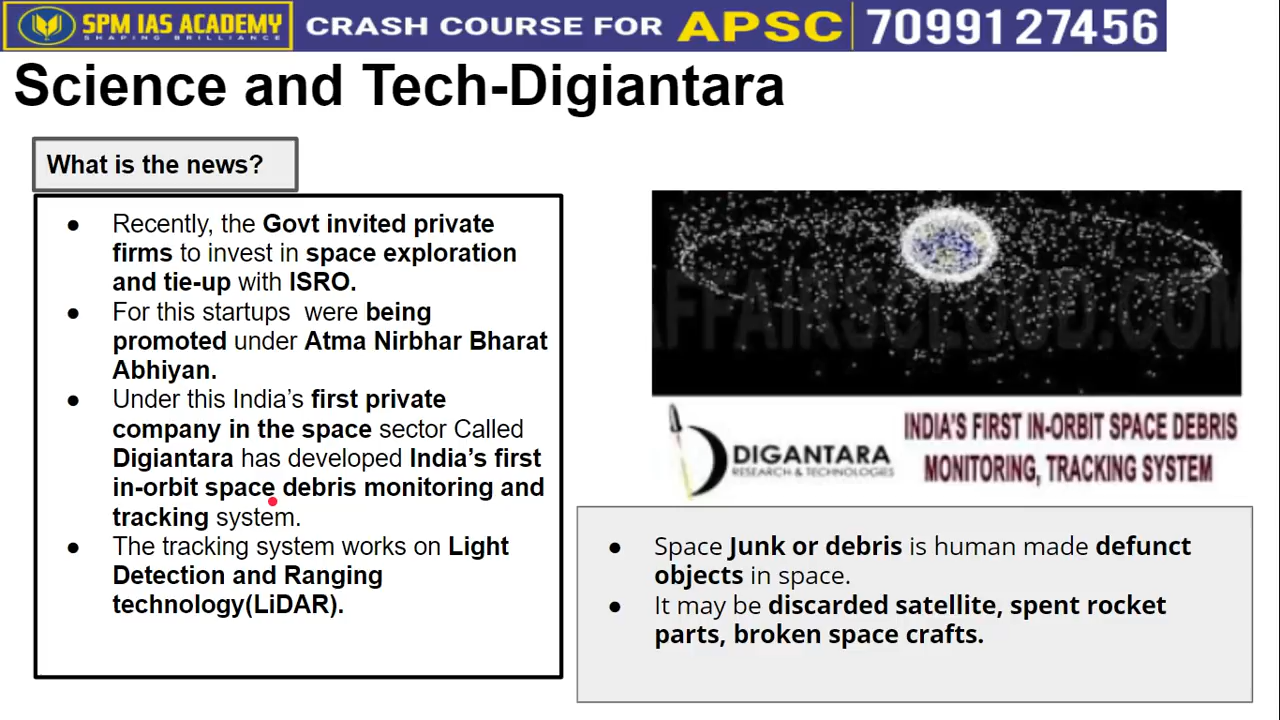 SPM IAS ACADEMY
SHAPING BRILLIANCE
CRASH COURSE FOR APSC 7099127456
Science and Tech-Digiantara
What is the news?
● Recently, the Govt invited private
firms to invest in space exploration
and tie-up with ISRO.
● For this startups were being
promoted under Atma Nirbhar Bharat
Abhiyan.
● Under this India’s first private
company in the space sector Called
Digiantara has developed India’s first
in-orbit space debris monitoring and
tracking system.
● The tracking system works on Light
Detection and Ranging
technology(LiDAR).
AFFAIRSCLOUD.COM
DIGANTARA
RESEARCH & TECHNOLOGIES
INDIA'S FIRST IN-ORBIT SPACE DEBRIS
MONITORING, TRACKING SYSTEM
● Space Junk or debris is human made defunct
objects in space.
● It may be discarded satellite, spent rocket
parts, broken space crafts.